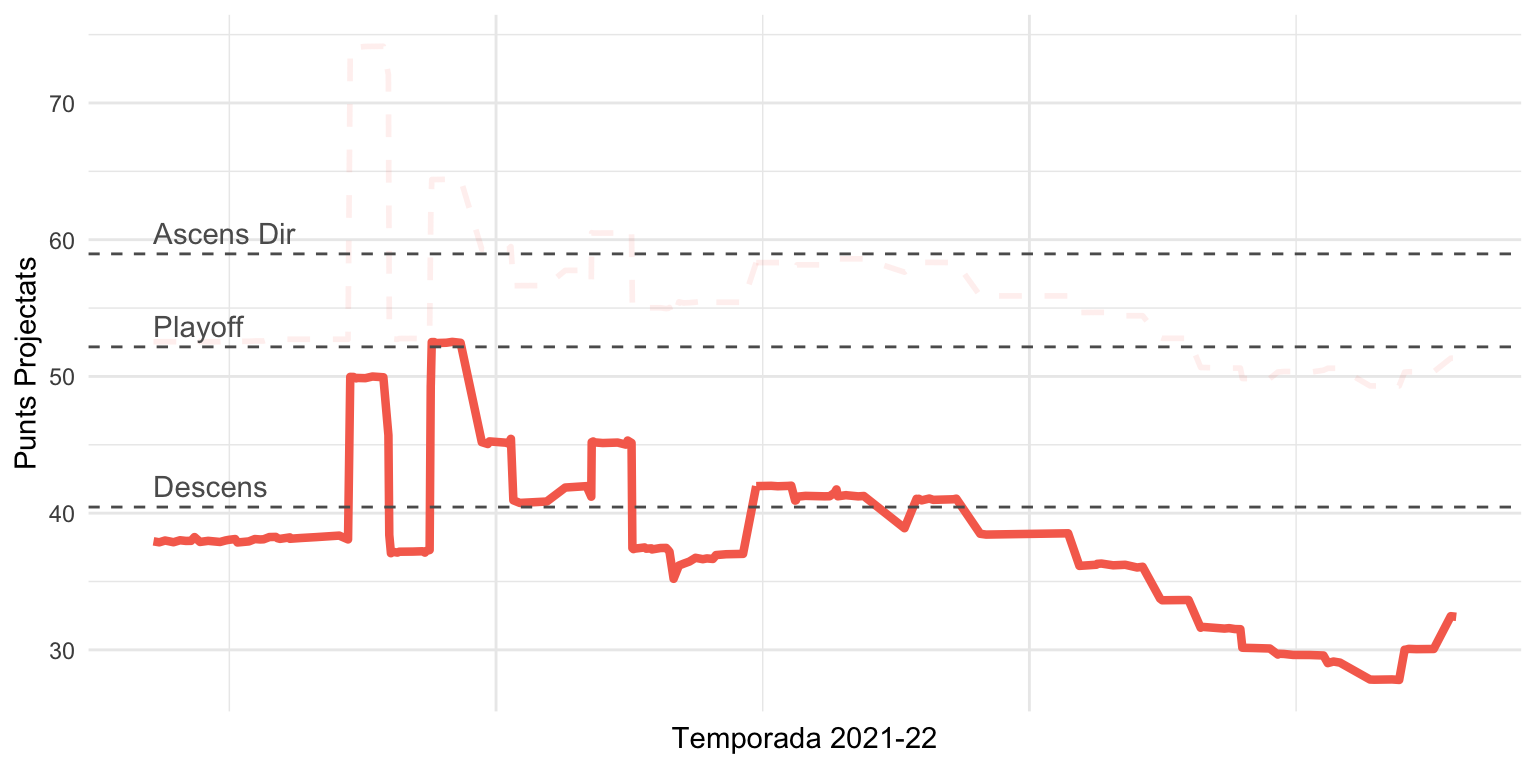 70
60
50
40
30
Ascens Dir
Playoff
Descens
Punts Projectats
Temporada 2021-22